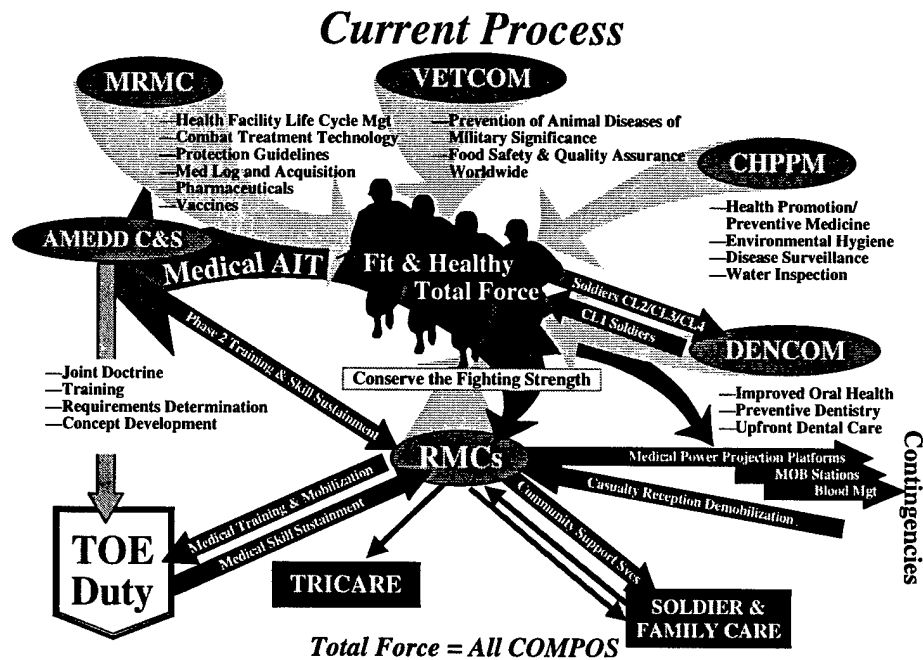 Current Process
MRMC
—Health Facility Life Cycle Mgt
—Combat Treatment Technology
—Protection Guidelines
—Med Log and Acquisition
—Pharmaceuticals
—Vaccines
VETCOM
—Prevention of Animal Diseases of
Military Significance
—Food Safety & Quality Assurance
Worldwide
CHPPM
—Health Promotion/
Preventive Medicine
—Environmental Hygiene
—Disease Surveillance
—Water Inspection
AMEDD C&S
Medical AIT
Fit & Healthy
Total Force
Soldiers CL2/CL3/CL4
CL1 Soldiers
DENCOM
—Improved Oral Health
—Preventive Dentistry
—Upfront Dental Care
Phase 2 Training & Skill Sustainment
Conserve the Fighting Strength
—Joint Doctrine
—Training
—Requirements Determination
—Concept Development
RMCs
Medical Power Projection Platforms
MOB Stations
Blood Mgt
Casualty Reception Demobilization
Contingencies
Medical Training & Mobilization
Medical Skill Sustainment
Community Support Svcs
TOE
Duty
TRICARE
SOLDIER &
FAMILY CARE
Total Force = All COMPOS